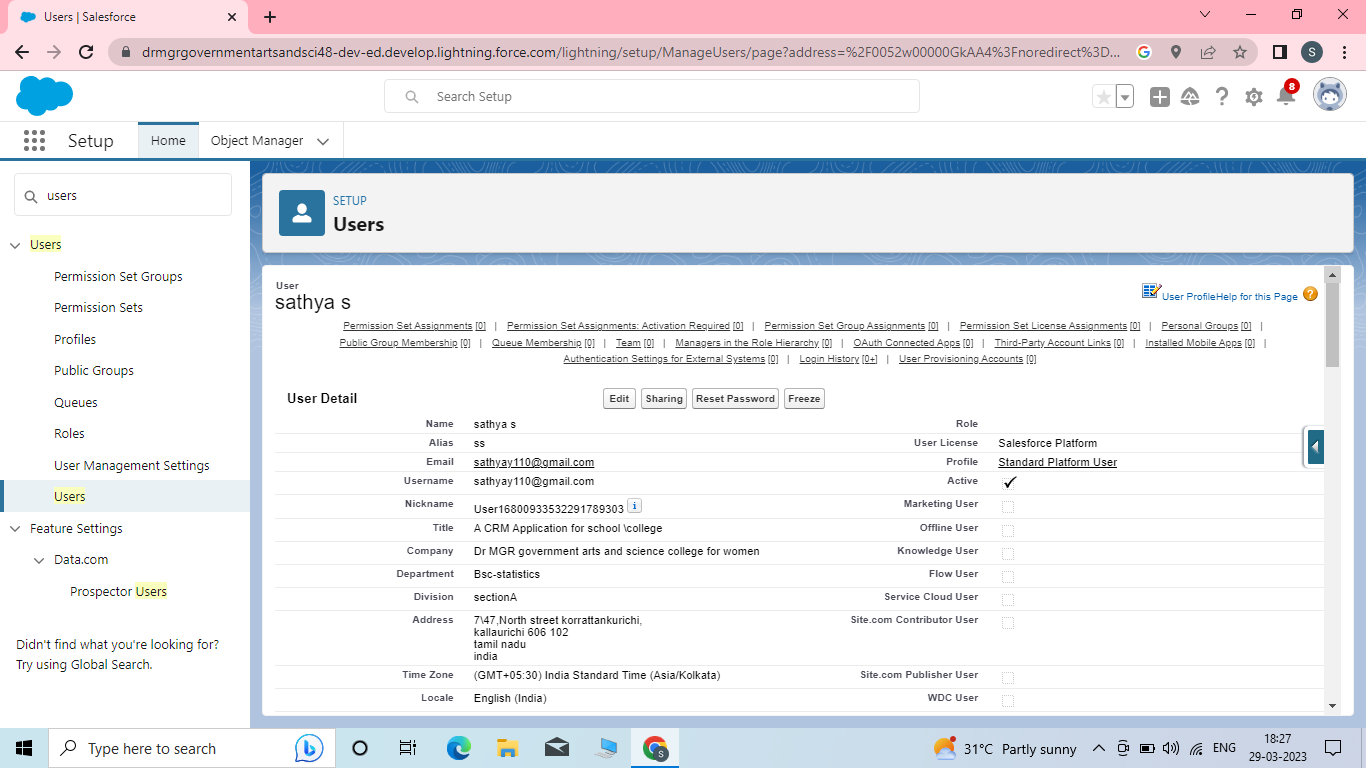 Users | Salesforce
drmgrgovernmentartsandsci48-dev-ed.develop.lightning.force.com/lightning/setup/ManageUsers/page?address=%2F0052w00000GkAA4%3Fnoredirect%3D...
S
Search Setup
8
Setup
Home
Object Manager
users
Users
Permission Set Groups
Permission Sets
Profiles
Public Groups
Queues
Roles
User Management Settings
Users
Feature Settings
Data.com
Prospector Users
Didn't find what you're looking for?
Try using Global Search.
SETUP
Users
User
sathya s
User ProfileHelp for this Page
Permission Set Assignments [0] | Permission Set Assignments: Activation Required [0] | Permission Set Group Assignments [0] | Permission Set License Assignments [0] | Personal Groups [0] |
Public Group Membership [0] | Queue Membership [0] | Team [0] | Managers in the Role Hierarchy [0] | OAuth Connected Apps [0] | Third-Party Account Links [0] | Installed Mobile Apps [0] |
Authentication Settings for External Systems [0] | Login History [0+] | User Provisioning Accounts [0]
User Detail
Edit Sharing Reset Password Freeze
Name sathya s Role
Alias ss User License Salesforce Platform
Email sathyay110@gmail.com Profile Standard Platform User
Username sathyay110@gmail.com Active
Nickname User16800933532291789303 i Marketing User
Title A CRM Application for school \college Offline User
Company Dr MGR government arts and science college for women Knowledge User
Department Bsc-statistics Flow User
Division sectionA Service Cloud User
Address 7\47,North street korrattankurichi, Site.com Contributor User
kallaurichi 606 102
tamil nadu
india
Time Zone (GMT+05:30) India Standard Time (Asia/Kolkata) Site.com Publisher User
Locale English (India) WDC User
Type here to search
S
31°C Partly sunny
ENG
18:27
29-03-2023